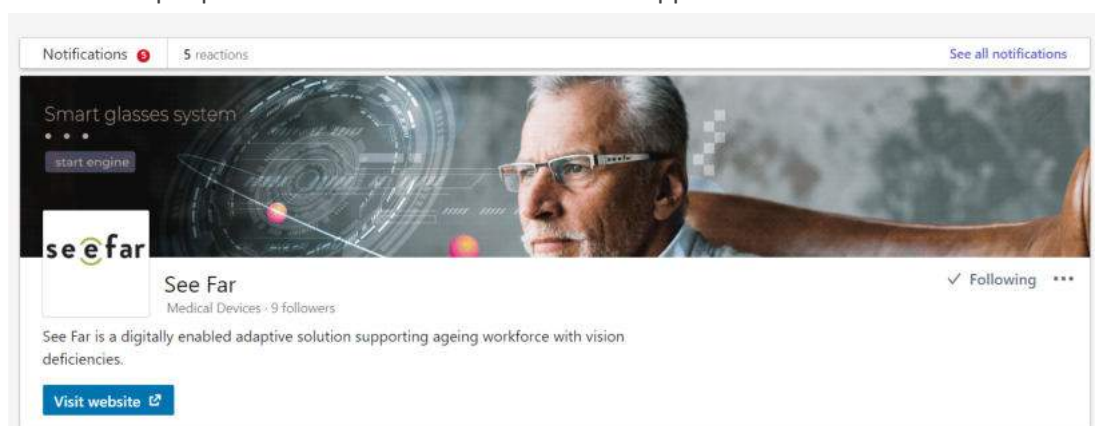 Notifications 5 5 reactions See all notifications
Smart glasses system
start engine
seefar
See Far
✓ Following •••
Medical Devices · 9 followers
See Far is a digitally enabled adaptive solution supporting ageing workforce with vision
deficiencies.
Visit website